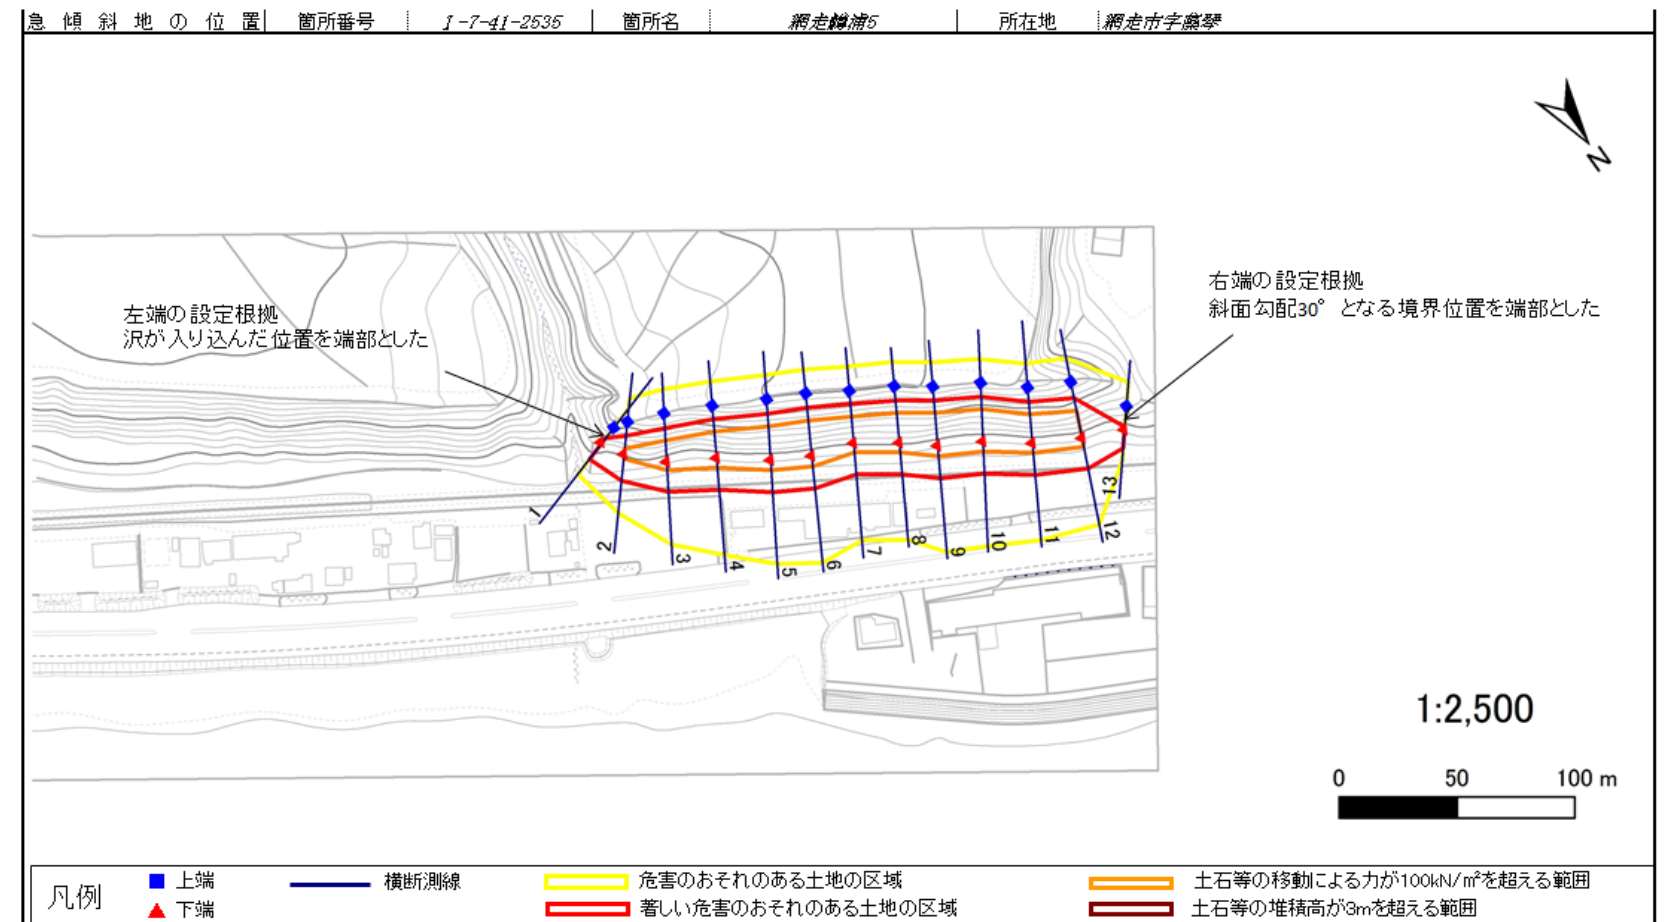 急傾斜地の位置 箇所番号 I-7-41-2535 箇所名 網走鱒浦5 所在地 網走市字藻琴
N
右端の設定根拠
斜面勾配30°となる境界位置を端部とした
左端の設定根拠
沢が入り込んだ位置を端部とした
1
2
3
4
5
6
7
8
9
10
11
12
13
1:2,500
0 50 100 m
凡例
上端
横断測線
危害のおそれのある土地の区域
土石等の移動による力が100kN/㎡を超える範囲
下端
著しい危害のおそれのある土地の区域
土石等の堆積高が3mを超える範囲